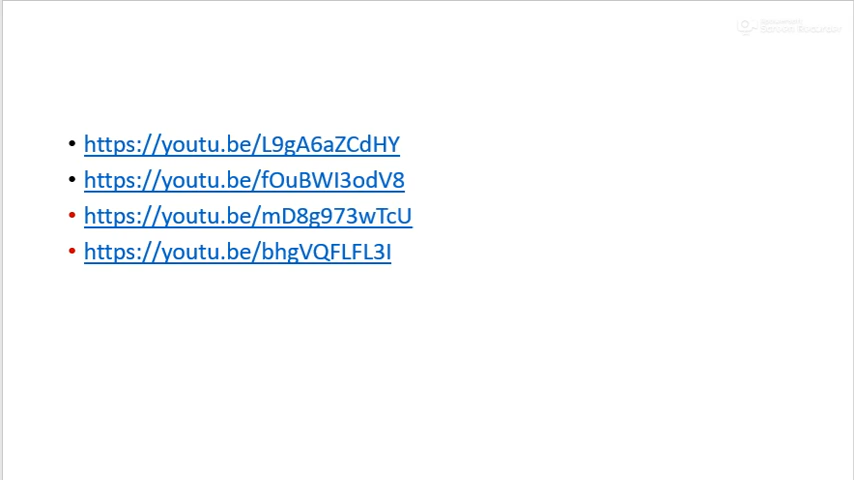 • https://youtu.be/L9gA6aZCdHY
• https://youtu.be/fOuBWI3odV8
• https://youtu.be/mD8g973wTcU
• https://youtu.be/bhgVQFLFL3I